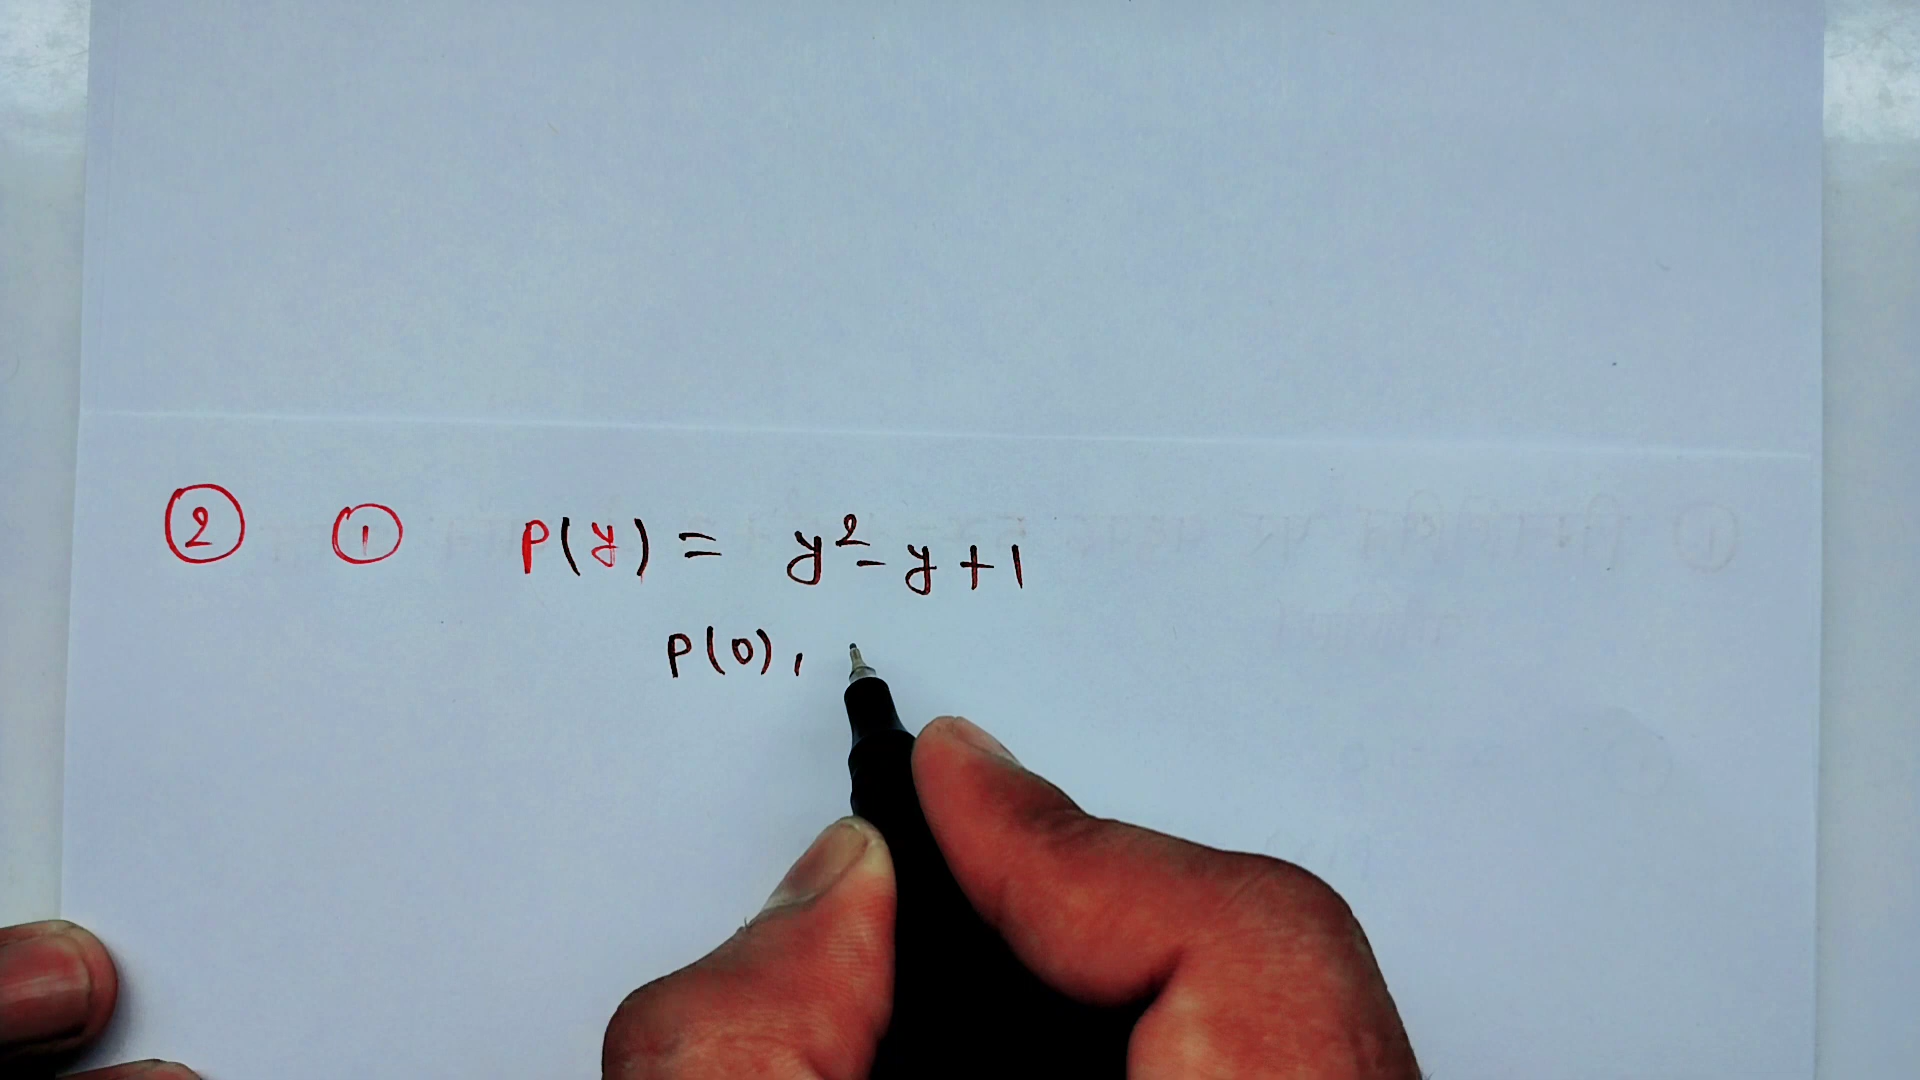 ② ① P(y) = y² - y + 1
P(0),